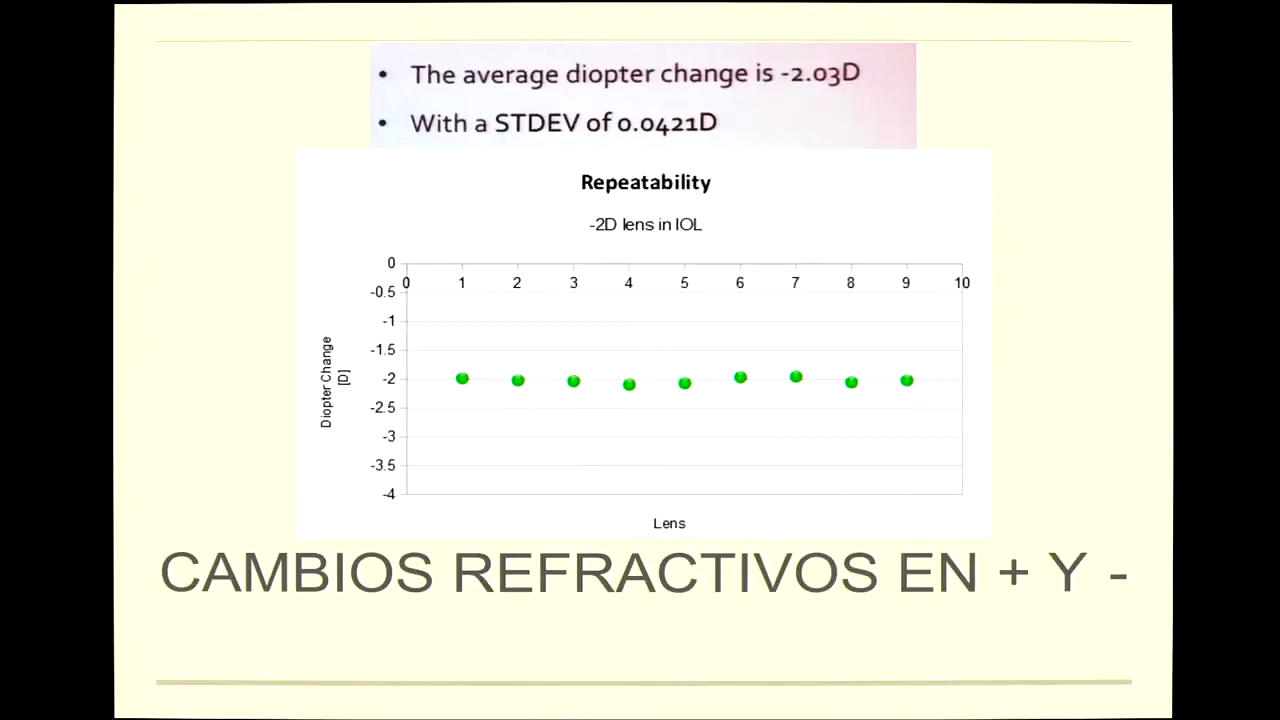 • The average diopter change is -2.03D
• With a STDEV of 0.0421D
Repeatability
-2D lens in IOL
0
0 1 2 3 4 5 6 7 8 9 10
-0.5
-1
-1.5
-2
-2.5
-3
-3.5
-4
Diopter Change
[D]
Lens
CAMBIOS REFRACTIVOS EN + Y -